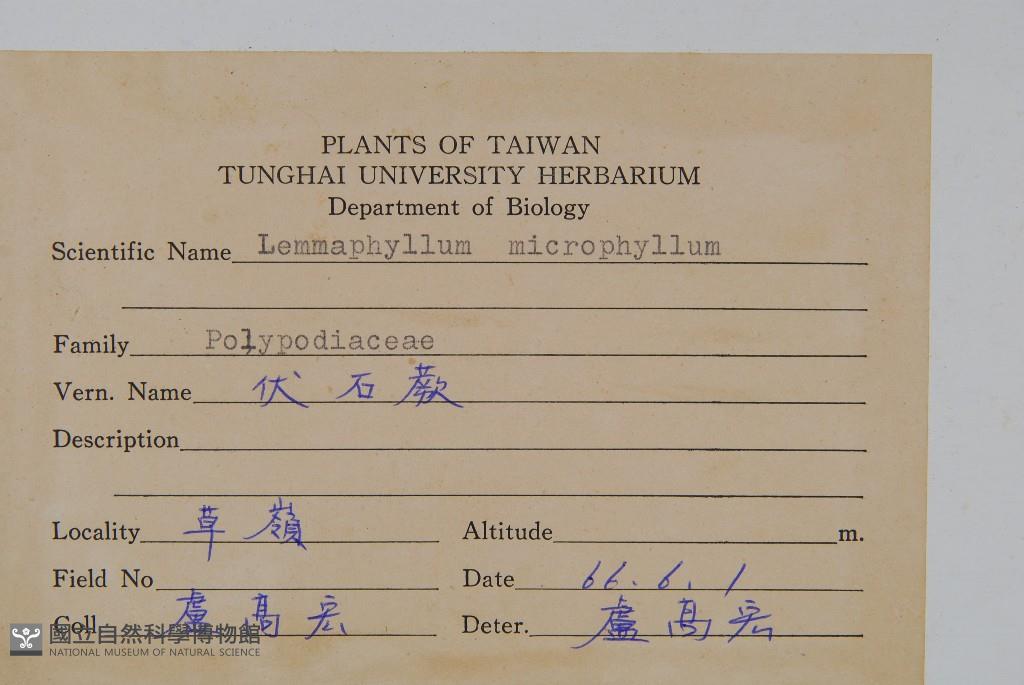 PLANTS OF TAIWAN
TUNGHAI UNIVERSITY HERBARIUM
Department of Biology
Scientific Name Lemmaphyllum microphyllum
Family Polypodiaceae
Vern. Name 伏石蕨
Description
Locality 草嶺 Altitude m.
Field No Date 66.6.1
Coll. 盧高宏 Deter. 盧高宏
國立自然科學博物館
NATIONAL MUSEUM OF NATURAL SCIENCE